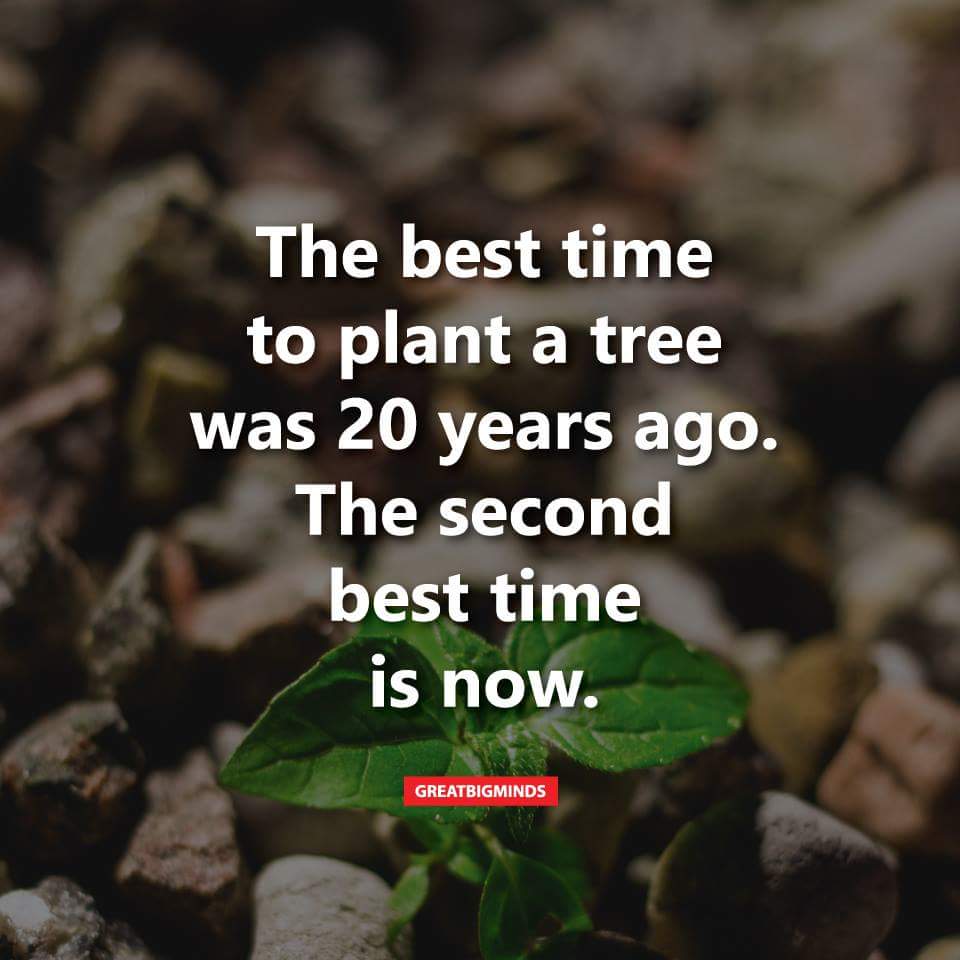 The best time
to plant a tree
was 20 years ago.
The second
best time
is now.
GREATBIGMINDS